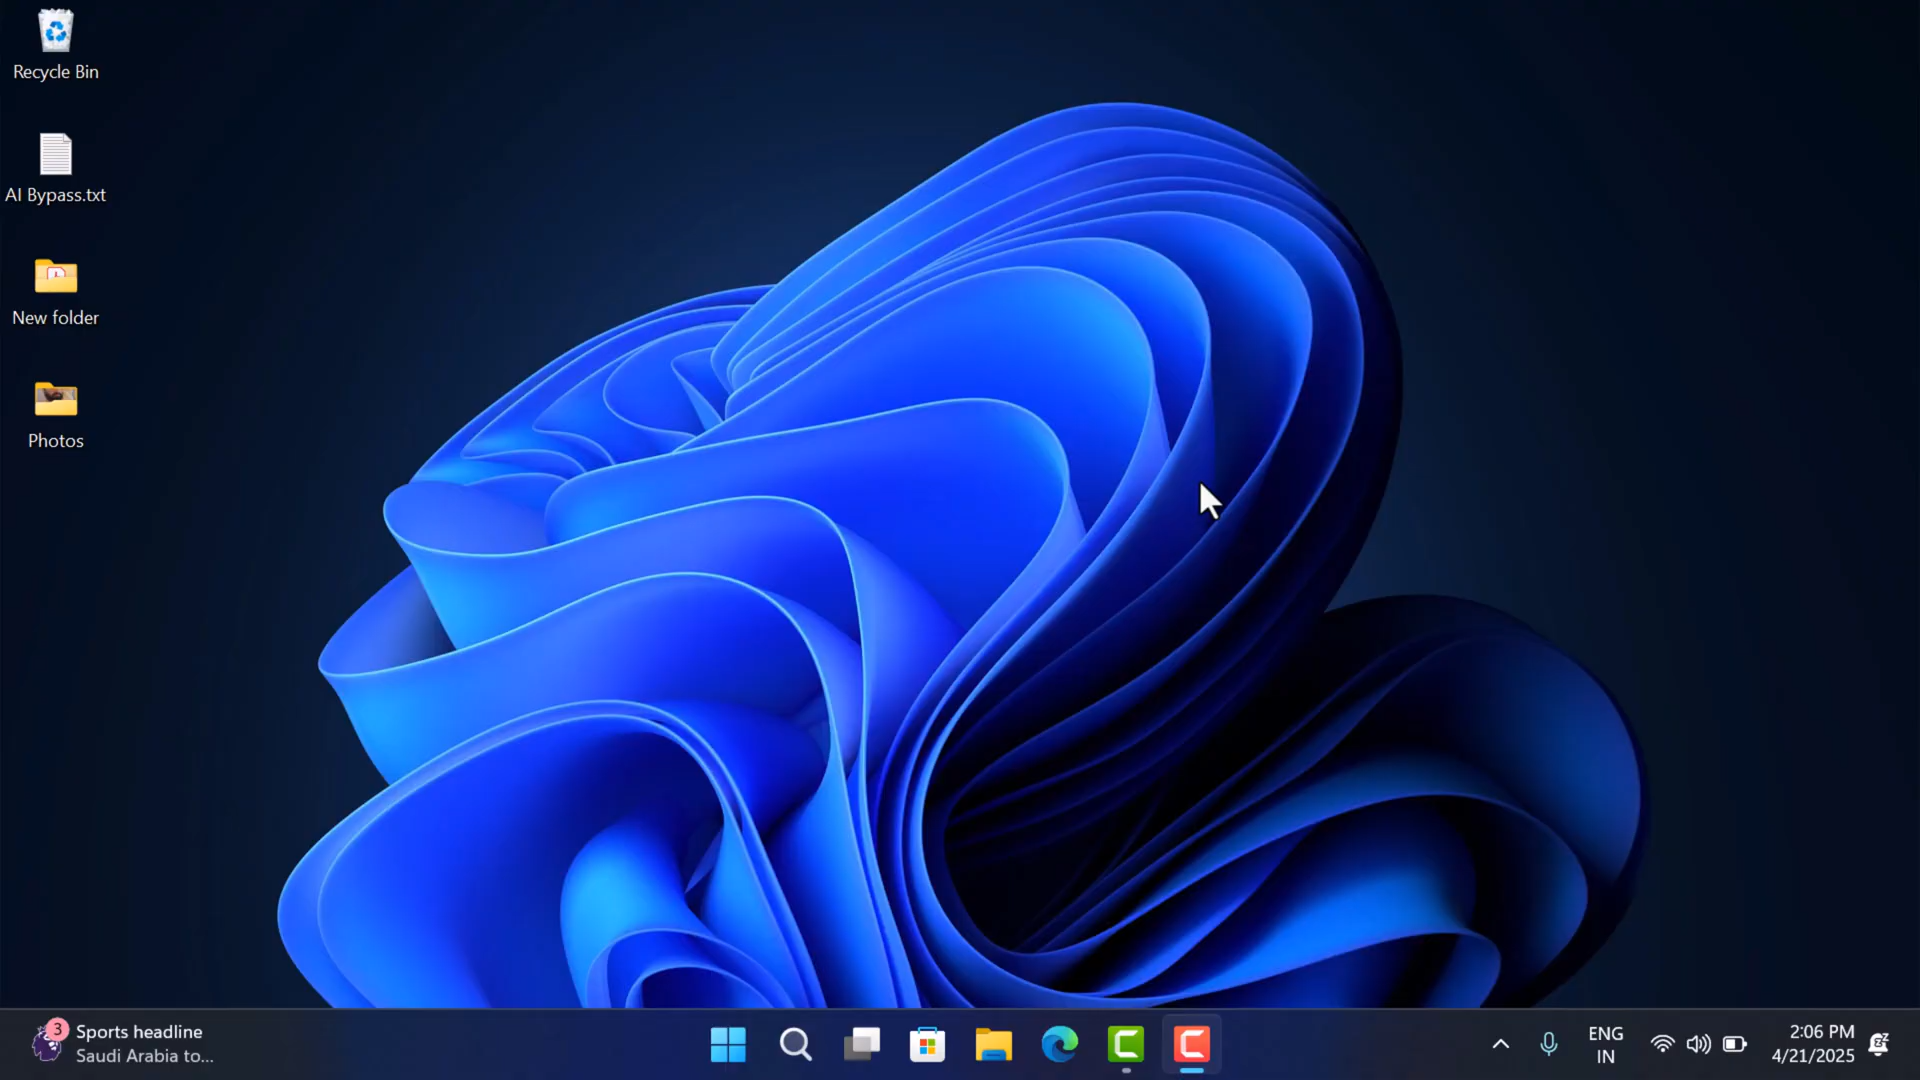 Recycle Bin
AI Bypass.txt
New folder
Photos
3
Sports headline
Saudi Arabia to...
ENG
IN
2:06 PM
4/21/2025